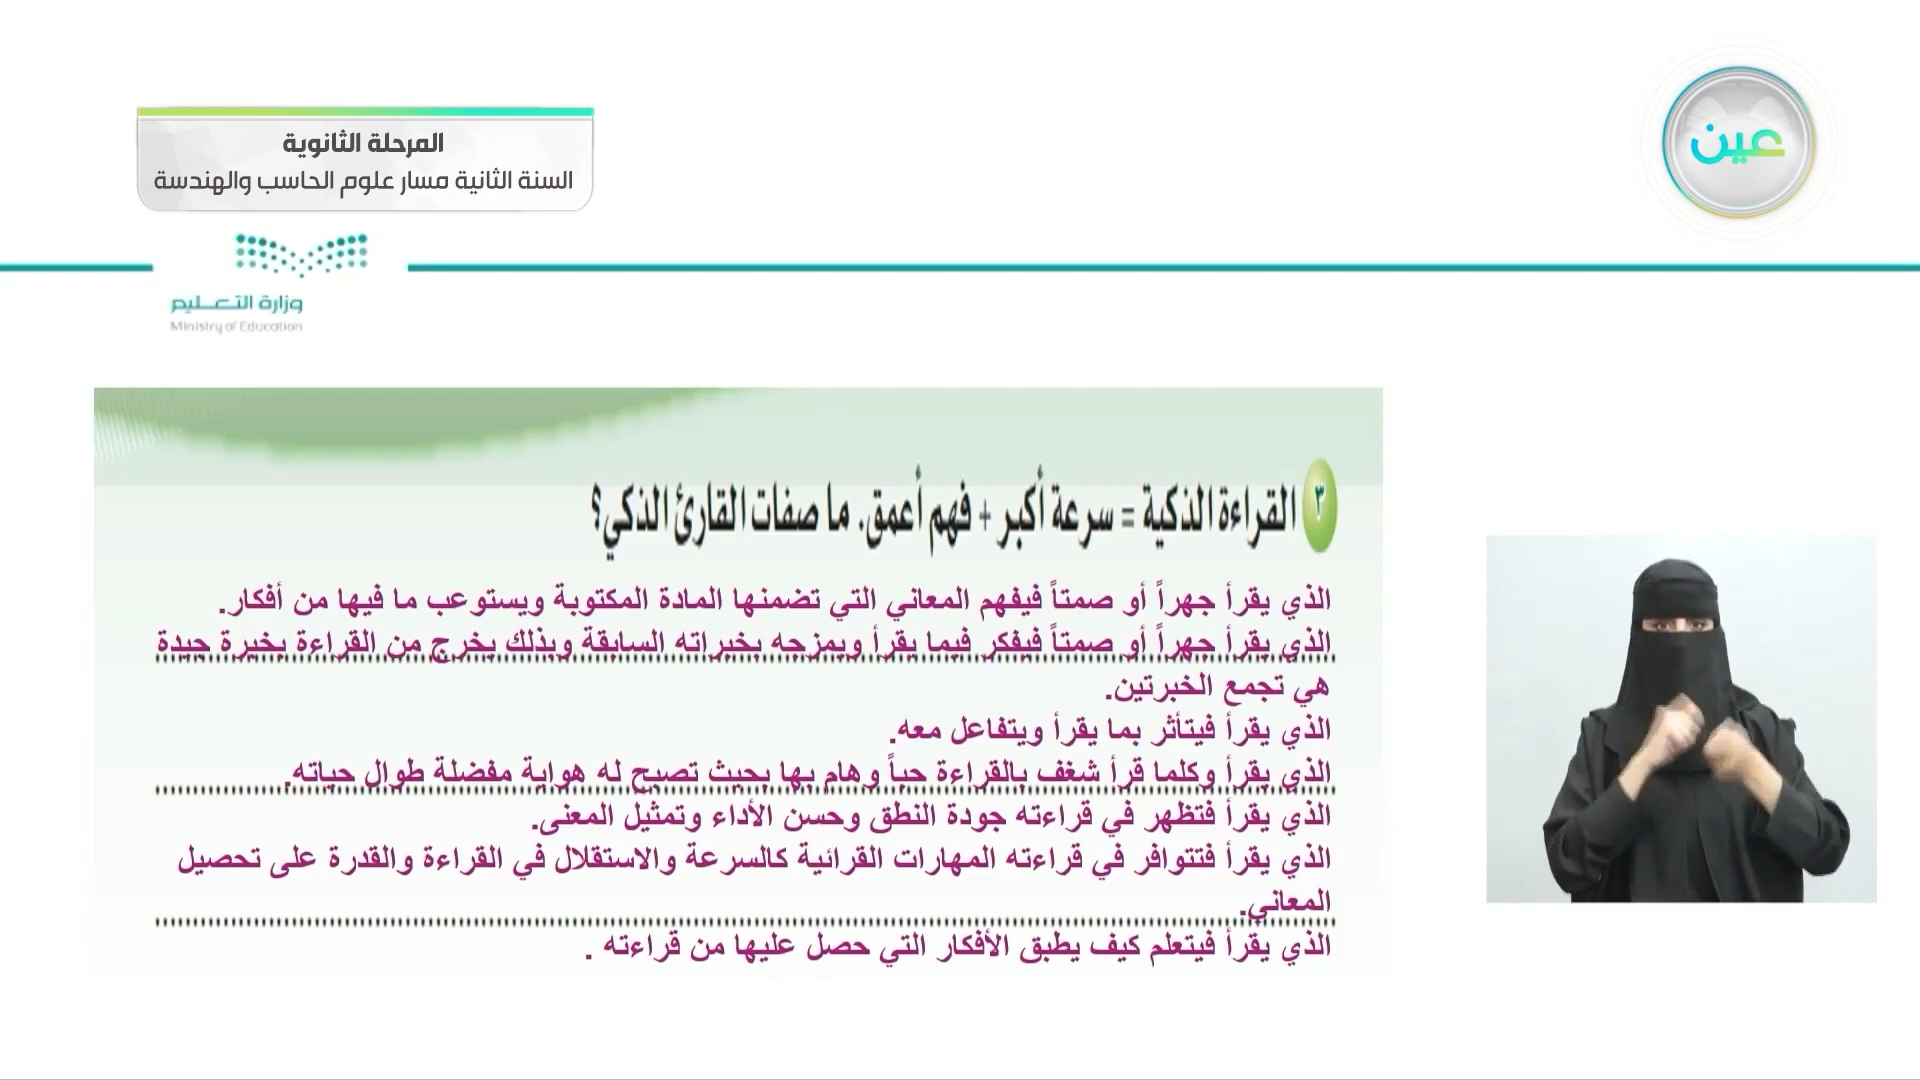 المرحلة الثانوية
السنة الثانية مسار علوم الحاسب والهندسة
عين
وزارة التعليم
Ministry of Education
٣ القراءة الذكية = سرعة أكبر + فهم أعمق. ما صفات القارئ الذكي؟
الذي يقرأ جهراً أو صمتاً فيفهم المعاني التي تضمنها المادة المكتوبة ويستوعب ما فيها من أفكار.
الذي يقرأ جهراً أو صمتاً فيفكر فيما يقرأ ويمزجه بخبراته السابقة وبذلك يخرج من القراءة بخيرة جيدة
هي تجمع الخبرتين.
الذي يقرأ فيتأثر بما يقرأ ويتفاعل معه.
الذي يقرأ وكلما قرأ شغف بالقراءة حباً وهام بها بحيث تصبح له هواية مفضلة طوال حياته.
الذي يقرأ فتظهر في قراءته جودة النطق وحسن الأداء وتمثيل المعنى.
الذي يقرأ فتتوافر في قراءته المهارات القرائية كالسرعة والاستقلال في القراءة والقدرة على تحصيل
المعاني.
الذي يقرأ فيتعلم كيف يطبق الأفكار التي حصل عليها من قراءته .